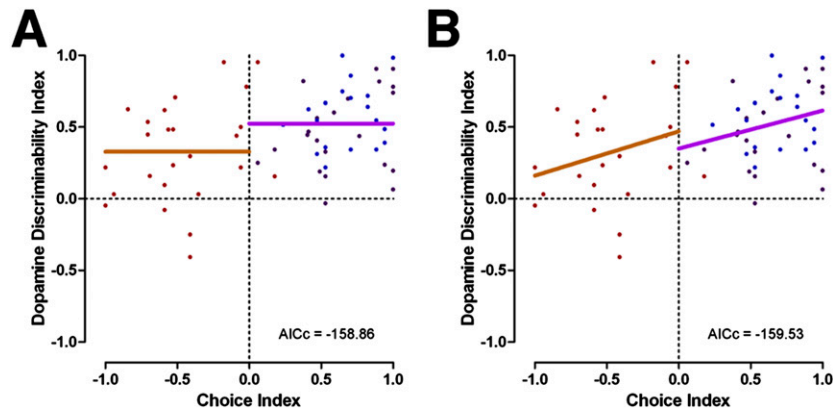 A
Dopamine Discriminability Index
1.0
0.5
0.0
-0.5
-1.0
AICc = -158.86
-1.0 -0.5 0.0 0.5 1.0
Choice Index
B
Dopamine Discriminability Index
1.0
0.5
0.0
-0.5
-1.0
AICc = -159.53
-1.0 -0.5 0.0 0.5 1.0
Choice Index